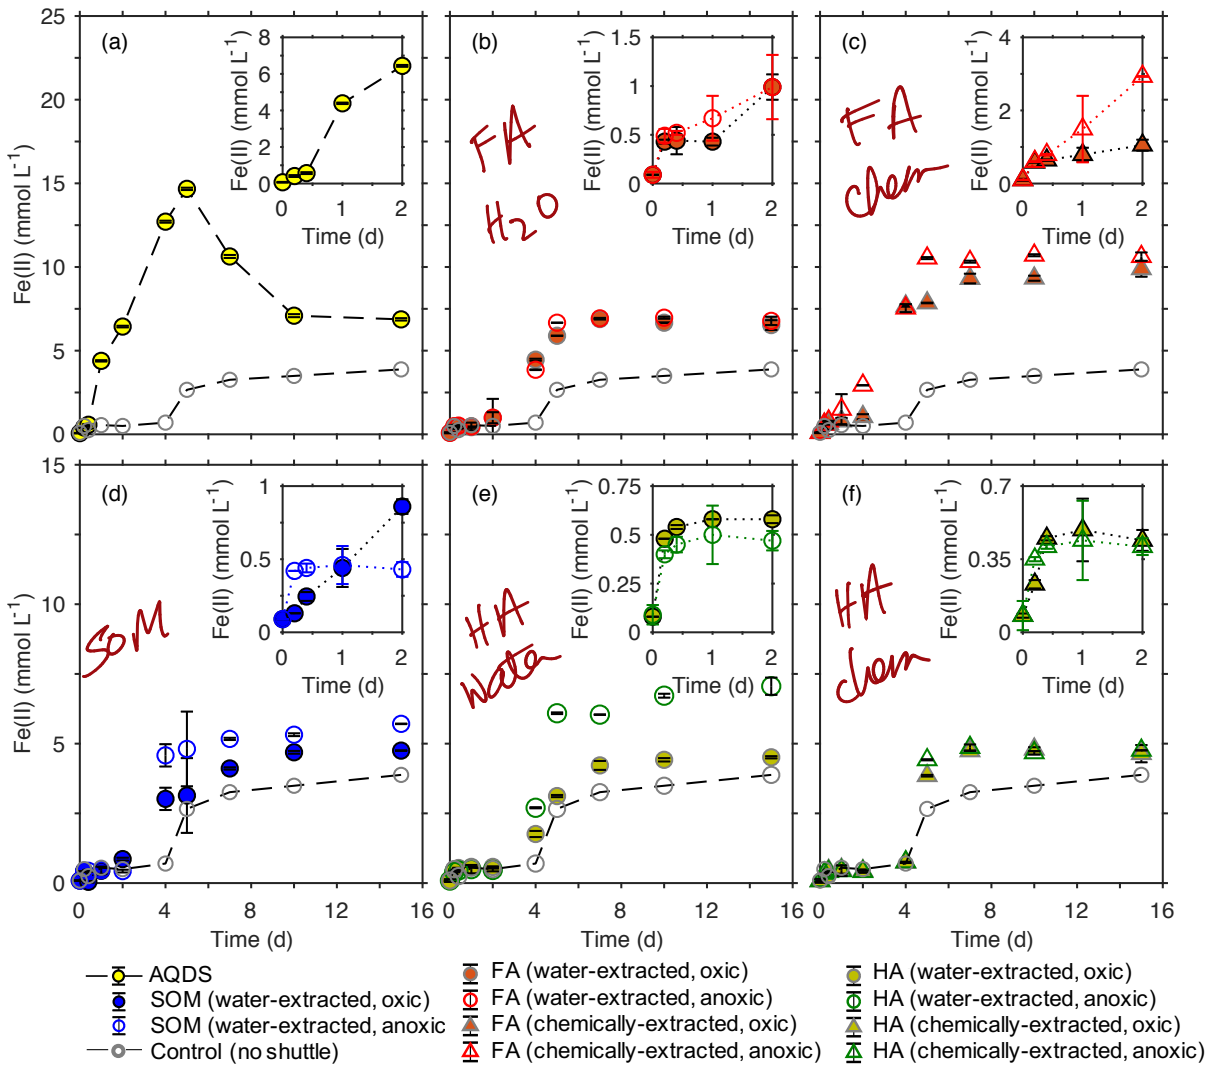 25
20
15
10
5
0
Fe(II) (mmol L⁻¹)
(a)
8
6
4
2
0
Fe(II) (mmol L⁻¹)
0 1 2
Time (d)
(b)
1.5
1
0.5
0
Fe(II) (mmol L⁻¹)
0 1 2
Time (d)
FA
H2O
(c)
4
2
0
Fe(II) (mmol L⁻¹)
0 1 2
Time (d)
FA
chem
15
10
5
0
Fe(II) (mmol L⁻¹)
(d)
1
0.5
0
Fe(II) (mmol L⁻¹)
0 1 2
Time (d)
SOM
(e)
0.75
0.5
0.25
0
Fe(II) (mmol L⁻¹)
0 1 2
Time (d)
HA
Water
(f)
0.7
0.35
0
Fe(II) (mmol L⁻¹)
0 1 2
Time (d)
HA
chem
0 4 8 12 16
0 4 8 12 16
0 4 8 12 16
Time (d)
Time (d)
Time (d)
AQDS
SOM (water-extracted, oxic)
SOM (water-extracted, anoxic
Control (no shuttle)
FA (water-extracted, oxic)
FA (water-extracted, anoxic)
FA (chemically-extracted, oxic)
FA (chemically-extracted, anoxic)
HA (water-extracted, oxic)
HA (water-extracted, anoxic)
HA (chemically-extracted, oxic)
HA (chemically-extracted, anoxic)